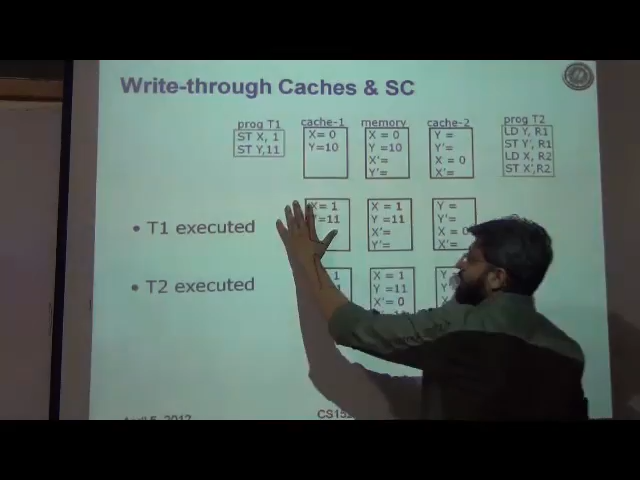 Write-through Caches & SC
prog T1
ST X, 1
ST Y,11
cache-1
X= 0
Y=10
memory
X = 0
Y =10
X'=
Y'=
cache-2
Y =
Y'=
X = 0
X'=
prog T2
LD Y, R1
ST Y', R1
LD X, R2
ST X',R2
• T1 executed
X= 1
=11
X = 1
Y =11
X'=
Y'=
Y =
Y'=
X = 0
X'=
• T2 executed
1
X = 1
Y =11
X'= 0
Y
Y
X
April 5, 2012
CS152